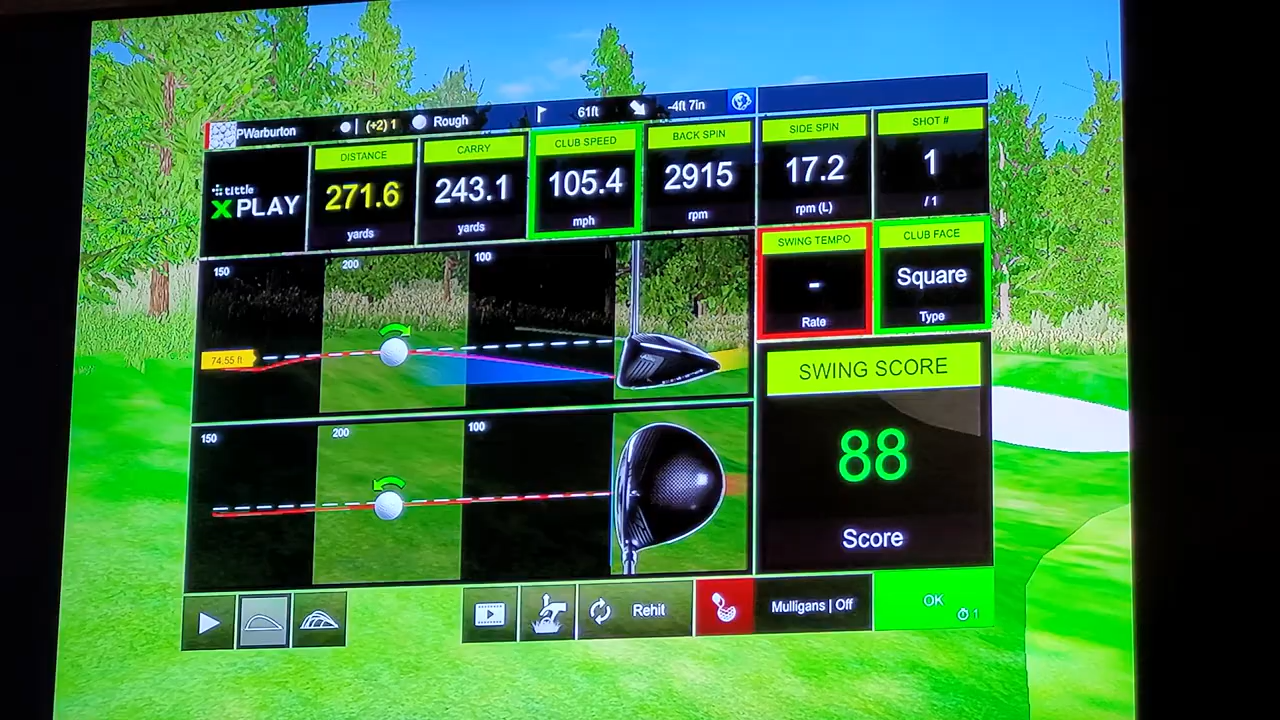 PWarburton (+2) 1 Rough 61ft -4ft 7in
tittle
X PLAY
DISTANCE
271.6
yards
CARRY
243.1
yards
CLUB SPEED
105.4
mph
BACK SPIN
2915
rpm
SIDE SPIN
17.2
rpm (L)
SHOT #
1
/ 1
SWING TEMPO
-
Rate
CLUB FACE
Square
Type
150 200 100
74.55 ft
150 200 100
SWING SCORE
88
Score
Rehit
Mulligans | Off
OK
1